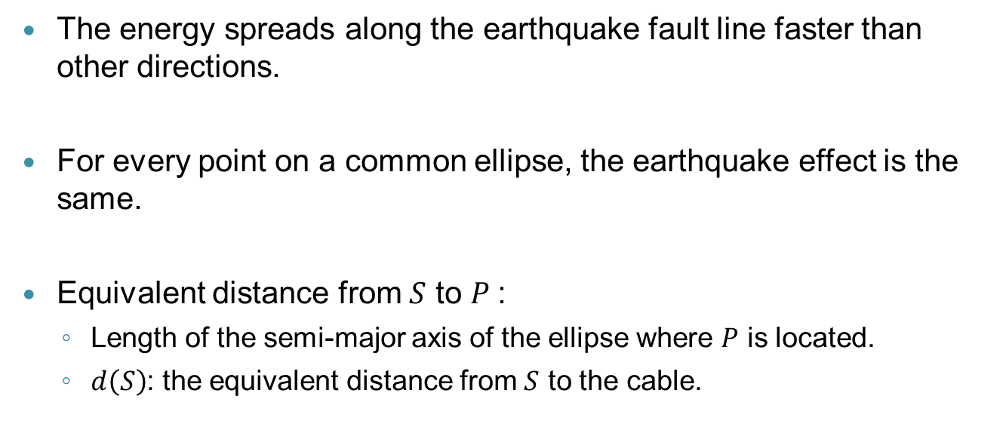 • The energy spreads along the earthquake fault line faster than
other directions.
• For every point on a common ellipse, the earthquake effect is the
same.
• Equivalent distance from S to P :
◦ Length of the semi-major axis of the ellipse where P is located.
◦ d(S): the equivalent distance from S to the cable.